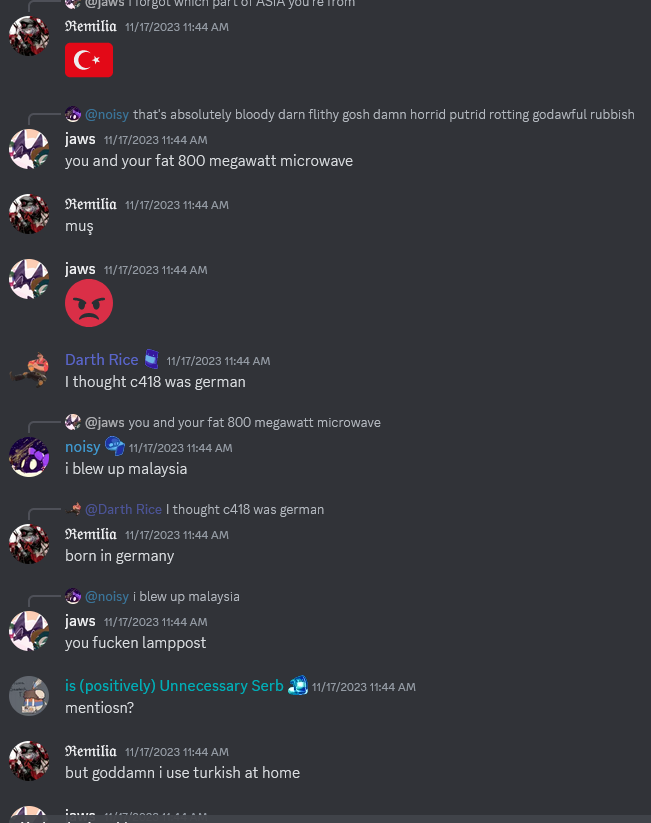 @jaws i forgot which part of ASIA you're from
Remilia 11/17/2023 11:44 AM
@noisy that's absolutely bloody darn flithy gosh damn horrid putrid rotting godawful rubbish
jaws 11/17/2023 11:44 AM
you and your fat 800 megawatt microwave
Remilia 11/17/2023 11:44 AM
muş
jaws 11/17/2023 11:44 AM
Darth Rice 11/17/2023 11:44 AM
I thought c418 was german
@jaws you and your fat 800 megawatt microwave
noisy 11/17/2023 11:44 AM
i blew up malaysia
@Darth Rice I thought c418 was german
Remilia 11/17/2023 11:44 AM
born in germany
@noisy i blew up malaysia
jaws 11/17/2023 11:44 AM
you fucken lamppost
is (positively) Unnecessary Serb 11/17/2023 11:44 AM
mentiosn?
Remilia 11/17/2023 11:44 AM
but goddamn i use turkish at home
jaws 11/17/2023 11:44 AM